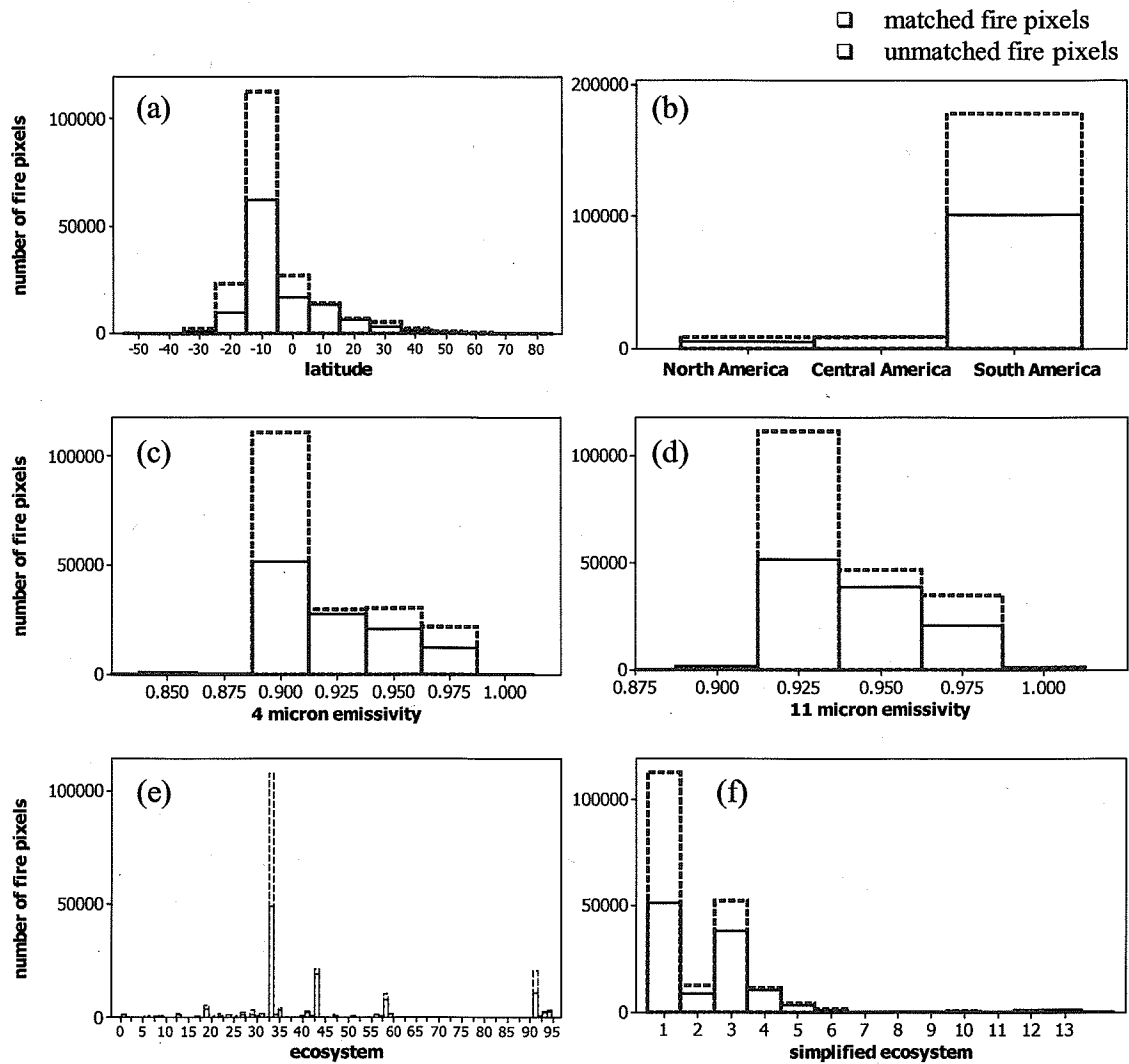 matched fire pixels
unmatched fire pixels
(a)
number of fire pixels
100000
50000
0
-50 -40 -30 -20 -10 0 10 20 30 40 50 60 70 80
latitude
(b)
200000
100000
0
North America Central America South America
(c)
number of fire pixels
100000
50000
0
0.850 0.875 0.900 0.925 0.950 0.975 1.000
4 micron emissivity
(d)
100000
50000
0
0.875 0.900 0.925 0.950 0.975 1.000
11 micron emissivity
(e)
number of fire pixels
100000
50000
0
0 5 10 15 20 25 30 35 40 45 50 55 60 65 70 75 80 85 90 95
ecosystem
(f)
100000
50000
0
1 2 3 4 5 6 7 8 9 10 11 12 13
simplified ecosystem